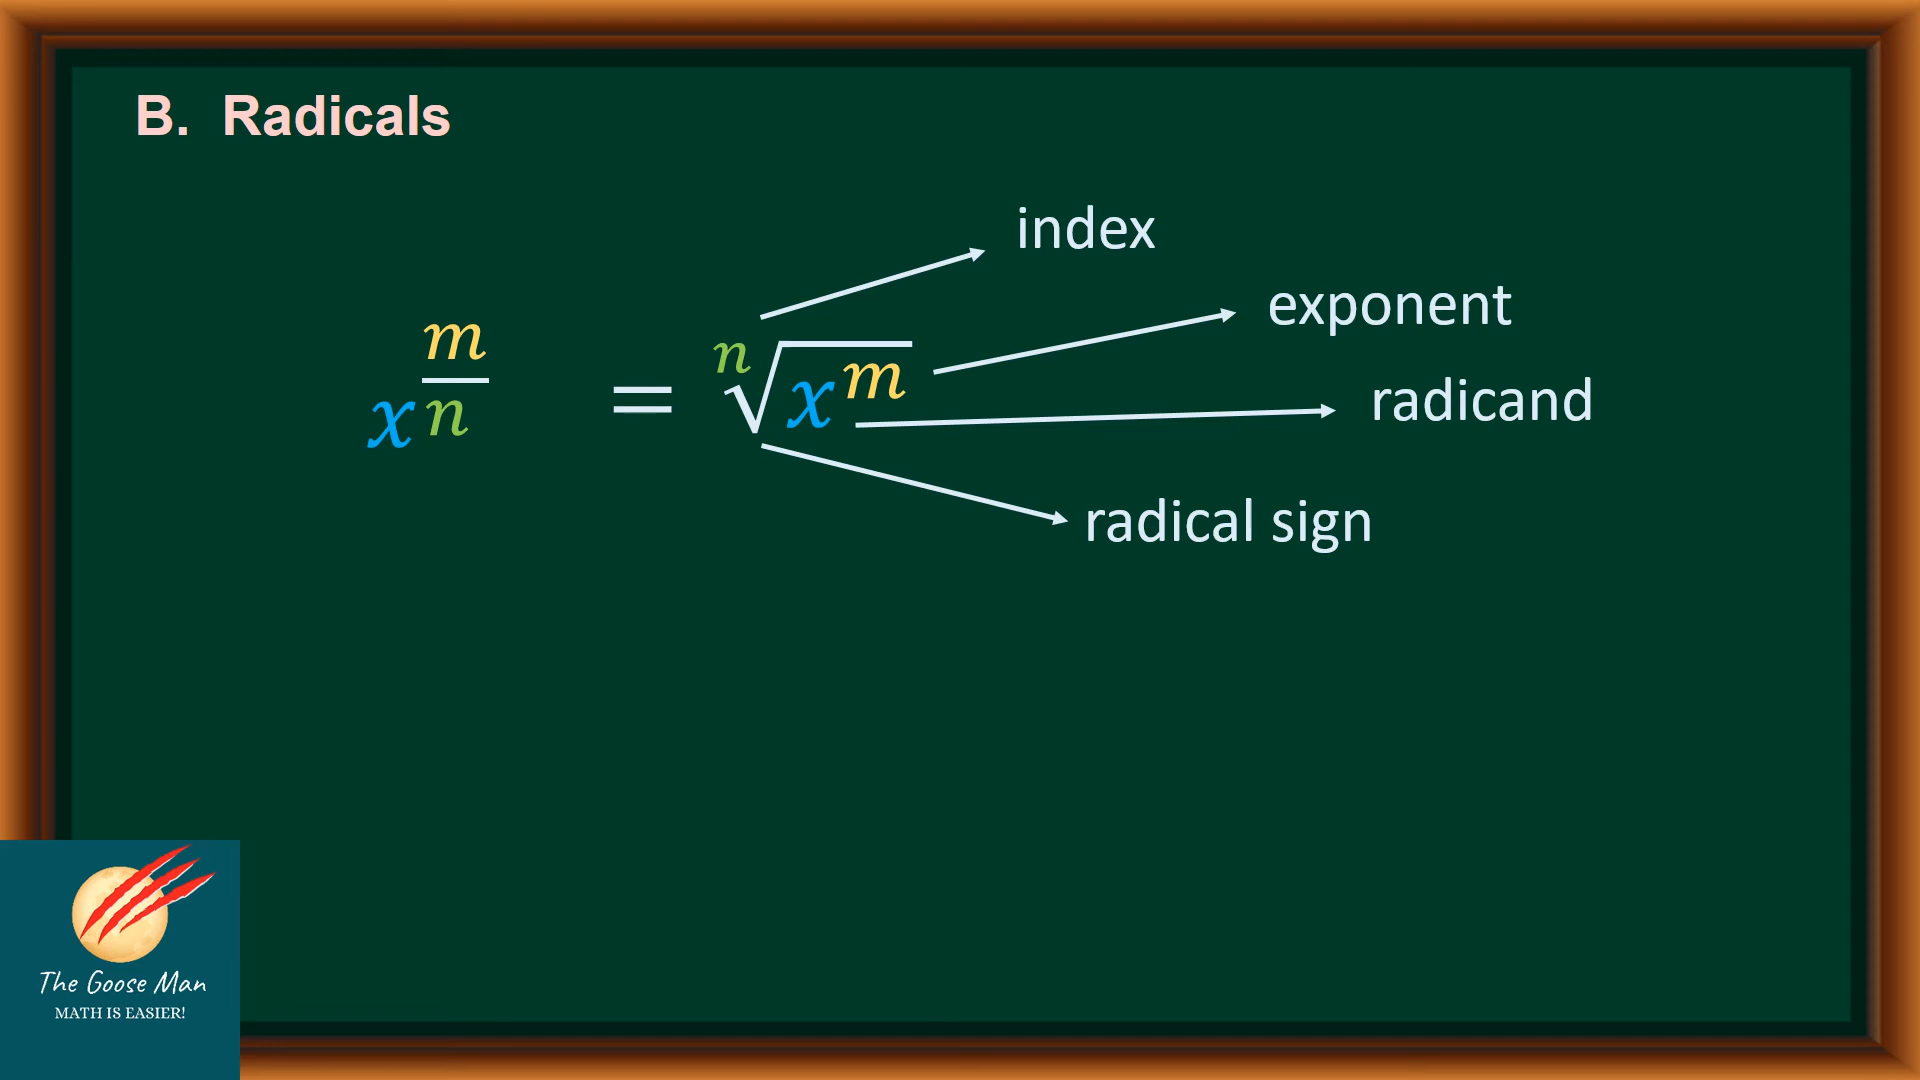 B. Radicals
index
exponent
x^(m/n) = ⁿ√(x^m)
radicand
radical sign
The Goose Man
MATH IS EASIER!